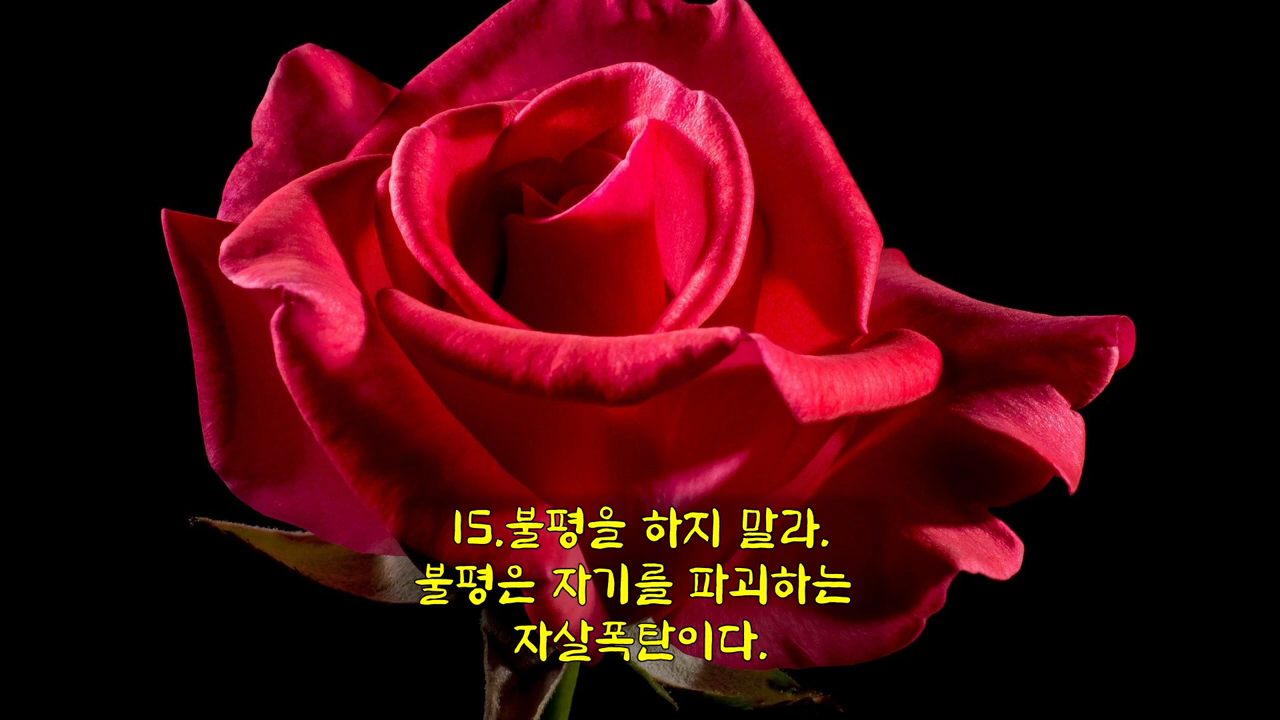 15.불평을 하지 말라.
불평은 자기를 파괴하는
자살폭탄이다.